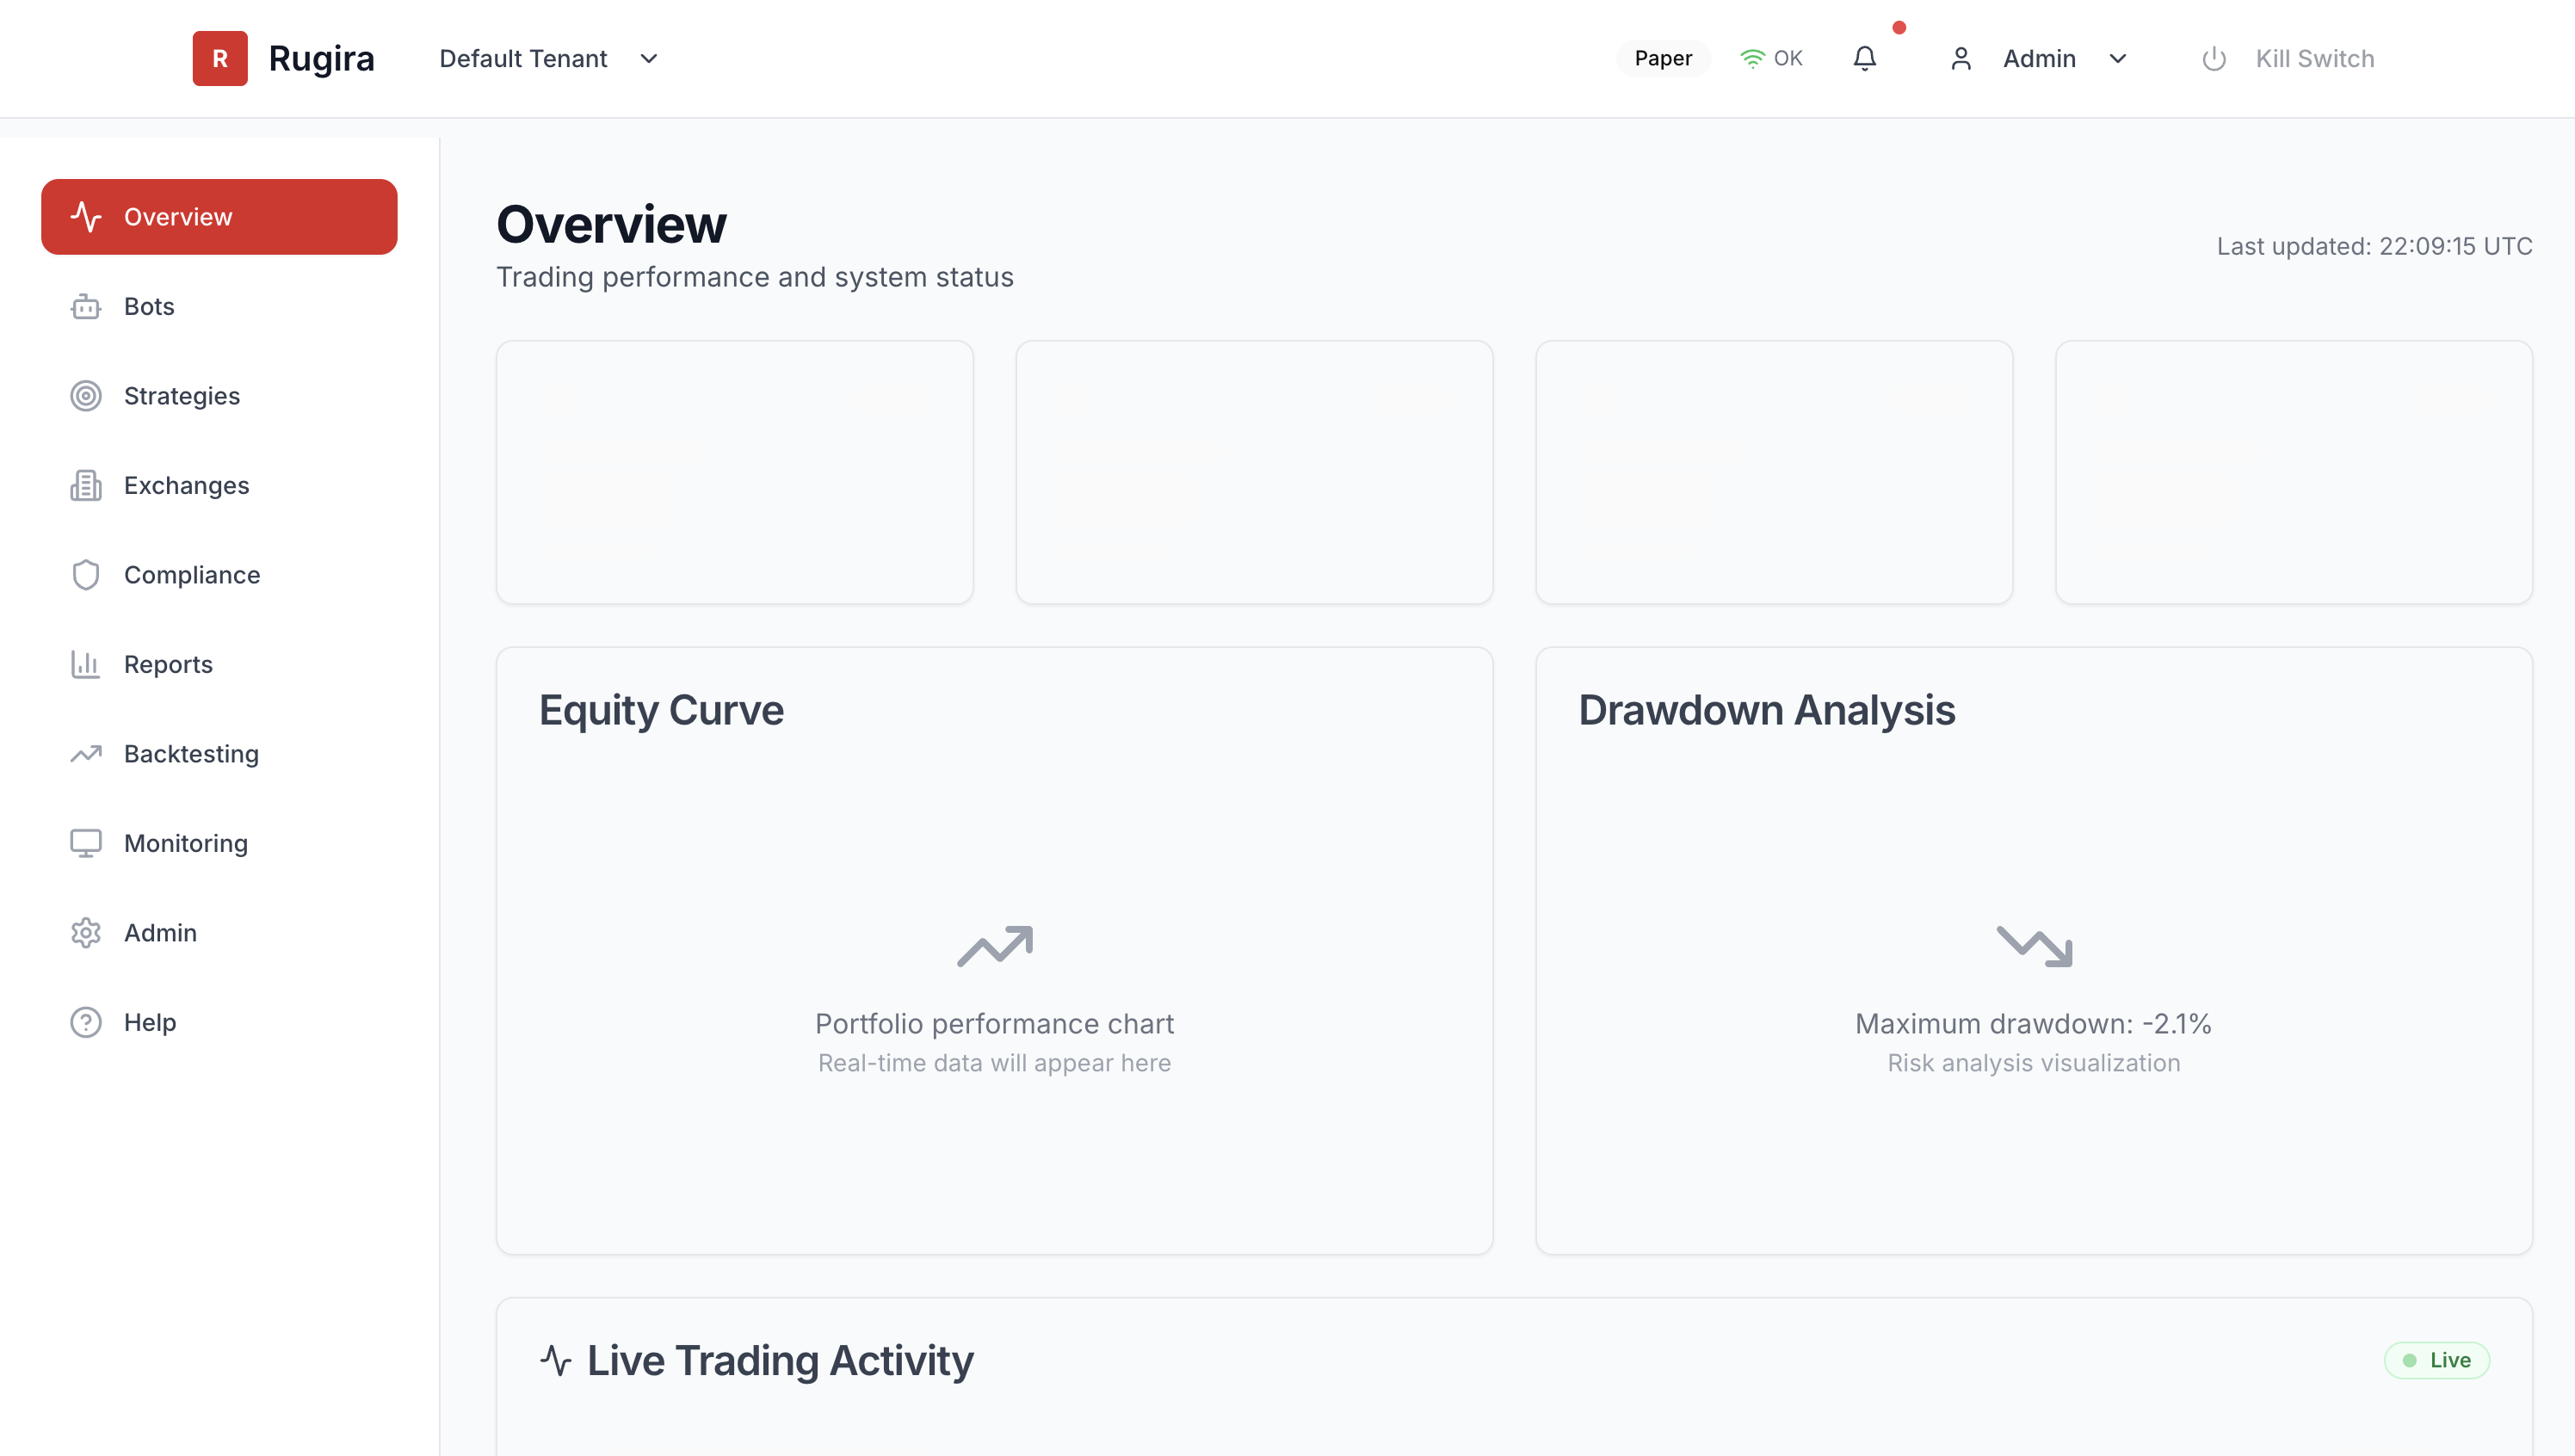 R
Rugira
Default Tenant
Paper
OK
Admin
Kill Switch
Overview
Bots
Strategies
Exchanges
Compliance
Reports
Backtesting
Monitoring
Admin
Help
Overview
Trading performance and system status
Last updated: 22:09:15 UTC
Equity Curve
Portfolio performance chart
Real-time data will appear here
Drawdown Analysis
Maximum drawdown: -2.1%
Risk analysis visualization
Live Trading Activity
Live